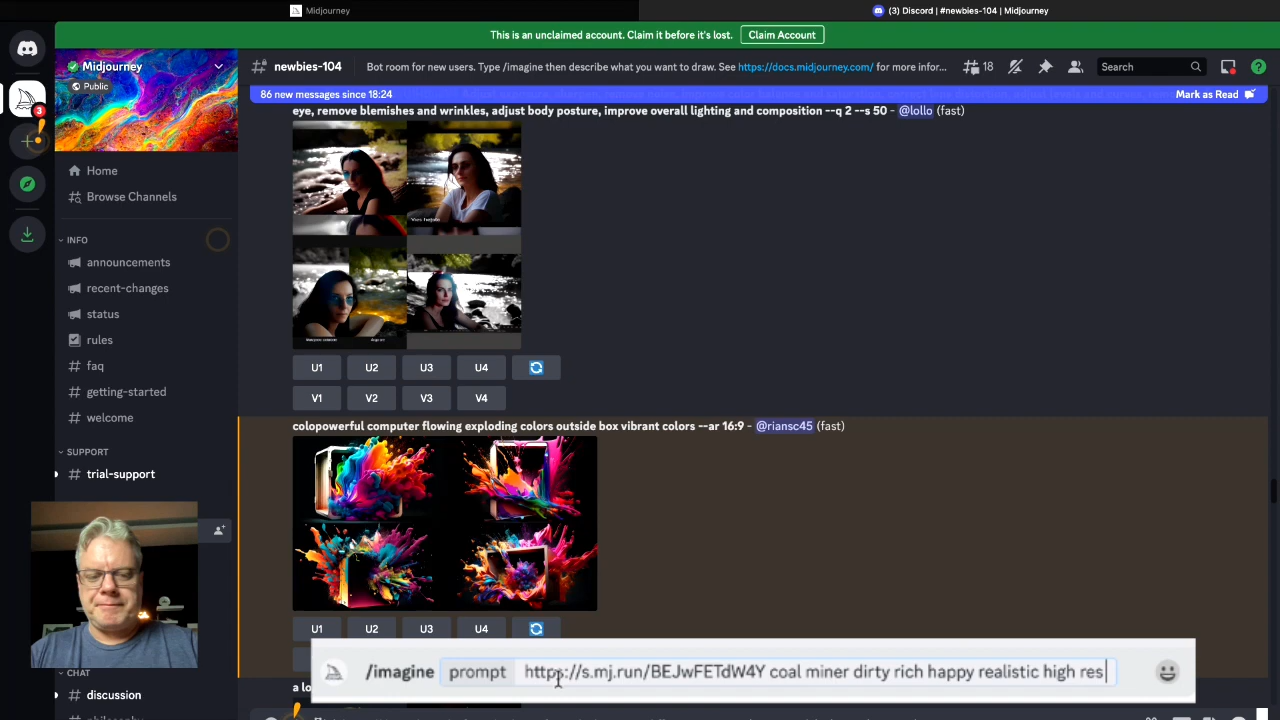 Midjourney
(3) Discord | #newbies-104 | Midjourney
This is an unclaimed account. Claim it before it's lost. Claim Account
Midjourney
Public
newbies-104 Bot room for new users. Type /imagine then describe what you want to draw. See https://docs.midjourney.com/ for more infor... 18 Search
86 new messages since 18:24 Mark as Read
eye, remove blemishes and wrinkles, adjust body posture, improve overall lighting and composition --q 2 --s 50 - @lollo (fast)
3
Home
Browse Channels
INFO
announcements
recent-changes
status
rules
faq
getting-started
welcome
SUPPORT
trial-support
CHAT
discussion
U1 U2 U3 U4
V1 V2 V3 V4
colopowerful computer flowing exploding colors outside box vibrant colors --ar 16:9 - @riansc45 (fast)
U1 U2 U3 U4
/imagine prompt https://s.mj.run/BEJwFETdW4Y coal miner dirty rich happy realistic high res
a lo